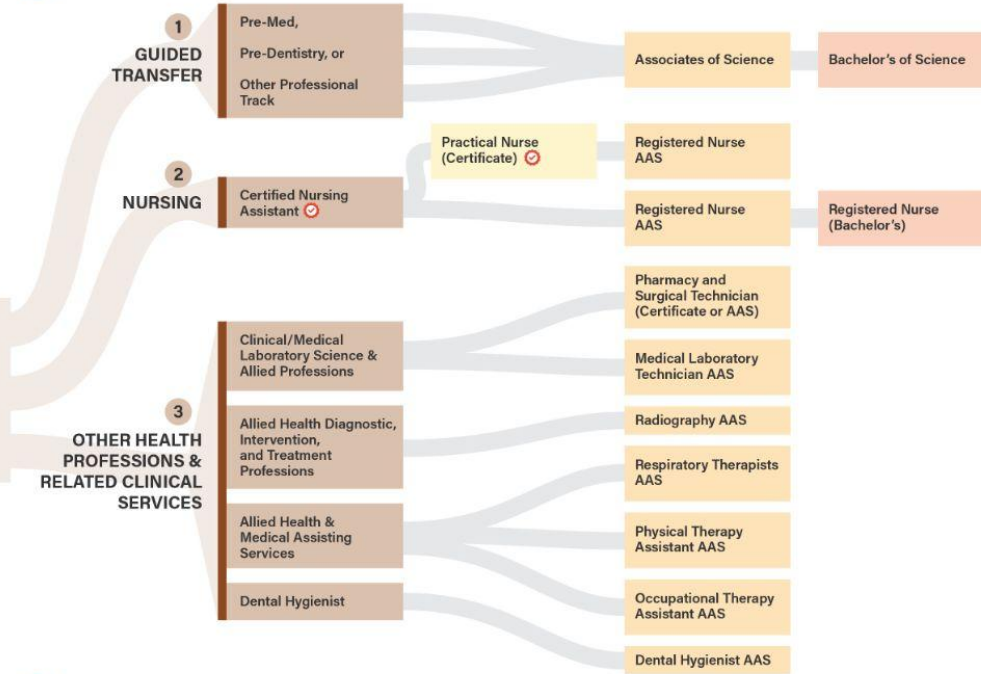 1
GUIDED
TRANSFER
Pre-Med,
Pre-Dentistry, or
Other Professional
Track
Associates of Science
Bachelor's of Science
2
NURSING
Certified Nursing
Assistant
Practical Nurse
(Certificate)
Registered Nurse
AAS
Registered Nurse
AAS
Registered Nurse
(Bachelor's)
3
OTHER HEALTH
PROFESSIONS &
RELATED CLINICAL
SERVICES
Clinical/Medical
Laboratory Science &
Allied Professions
Pharmacy and
Surgical Technician
(Certificate or AAS)
Medical Laboratory
Technician AAS
Allied Health Diagnostic,
Intervention,
and Treatment
Professions
Radiography AAS
Allied Health &
Medical Assisting
Services
Respiratory Therapists
AAS
Physical Therapy
Assistant AAS
Occupational Therapy
Assistant AAS
Dental Hygienist
Dental Hygienist AAS